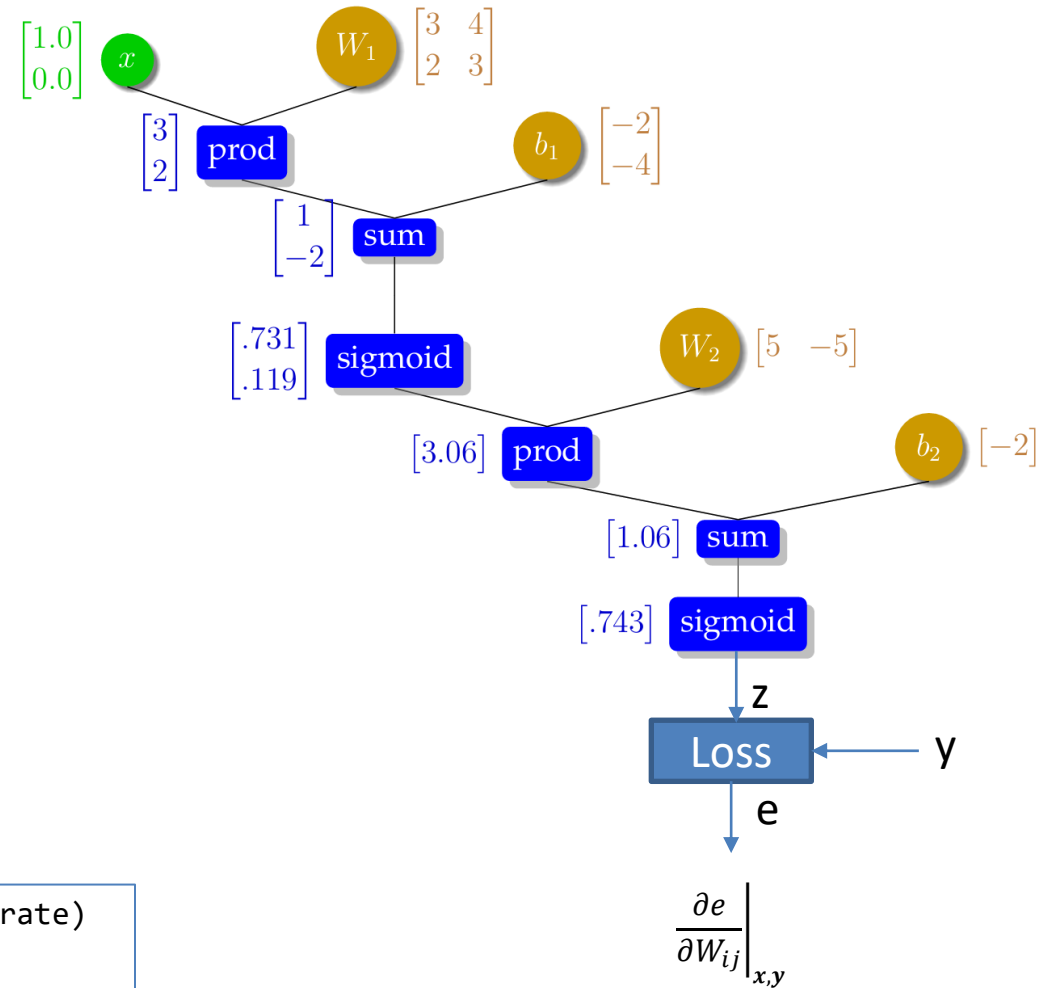 [1.0 0.0] x W₁ [3 4 2 3]
[3 2] prod b₁ [−2 −4]
[1 −2] sum
[.731 .119] sigmoid W₂ [5 −5]
[3.06] prod b₂ [−2]
[1.06] sum
[.743] sigmoid
z
Loss y
e
∂e/∂Wᵢⱼ|x,y
rate)